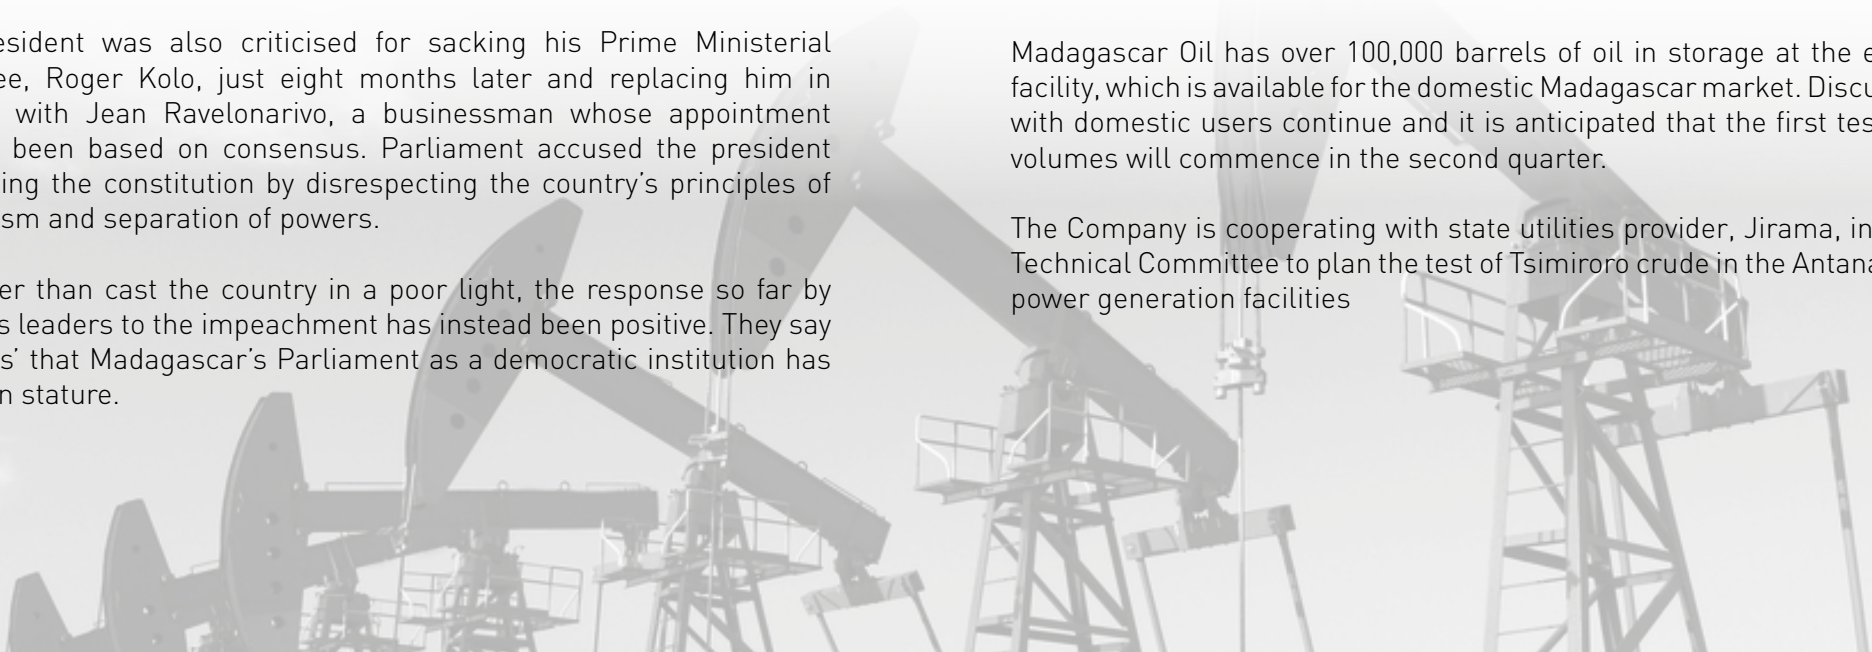 esident was also criticised for sacking his Prime Ministerial
ee, Roger Kolo, just eight months later and replacing him in
with Jean Ravelonarivo, a businessman whose appointment
been based on consensus. Parliament accused the president
ing the constitution by disrespecting the country's principles of
sm and separation of powers.
er than cast the country in a poor light, the response so far by
s leaders to the impeachment has instead been positive. They say
s’ that Madagascar’s Parliament as a democratic institution has
n stature.
Madagascar Oil has over 100,000 barrels of oil in storage at the e
facility, which is available for the domestic Madagascar market. Discu
with domestic users continue and it is anticipated that the first tes
volumes will commence in the second quarter.
The Company is cooperating with state utilities provider, Jirama, in
Technical Committee to plan the test of Tsimiroro crude in the Antana
power generation facilities